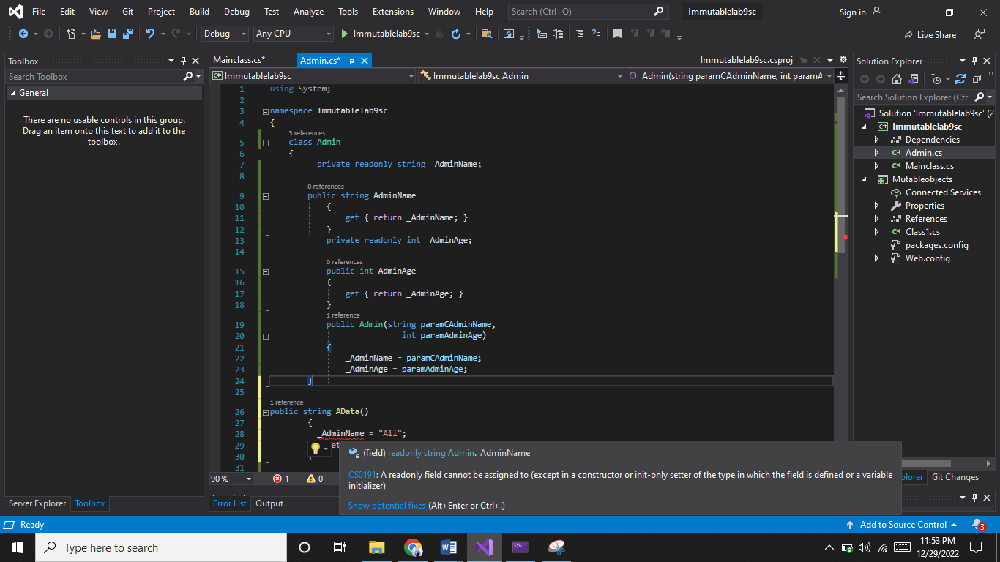 File Edit View Git Project Build Debug Test Analyze Tools Extensions Window Help Search (Ctrl+Q) Immutablelab9sc Sign in
Debug Any CPU Immutablelab9sc Live Share
Toolbox
Search Toolbox
General
There are no usable controls in this group.
Drag an item onto this text to add it to the
toolbox.
Server Explorer Toolbox
Mainclass.cs* Admin.cs* Immutablelab9sc.csproj
Immutablelab9sc Immutablelab9sc.Admin Admin(string paramCAdminName, int paramA
1 using System;
2
3 namespace Immutablelab9sc
4 {
3 references
5 class Admin
6 {
7 private readonly string _AdminName;
8
0 references
9 public string AdminName
10 {
11 get { return _AdminName; }
12 }
13 private readonly int _AdminAge;
14
0 references
15 public int AdminAge
16 {
17 get { return _AdminAge; }
18 }
1 reference
19 public Admin(string paramCAdminName,
20 int paramAdminAge)
21 {
22 _AdminName = paramCAdminName;
23 _AdminAge = paramAdminAge;
24 }
25
1 reference
26 public string AData()
27 {
28 _AdminName = "Ali";
29 et
30 }
31
(field) readonly string Admin._AdminName
CS0191: A readonly field cannot be assigned to (except in a constructor or init-only setter of the type in which the field is defined or a variable
initializer)
Show potential fixes (Alt+Enter or Ctrl+.)
90 % 1 0
Error List Output
Solution Explorer
Search Solution Explorer (Ctrl
Solution 'Immutablelab9sc' (2
Immutablelab9sc
Dependencies
Admin.cs
Mainclass.cs
Mutableobjects
Connected Services
Properties
References
Class1.cs
packages.config
Web.config
plorer Git Changes
Ready Add to Source Control 3
Type here to search
11:53 PM
12/29/2022